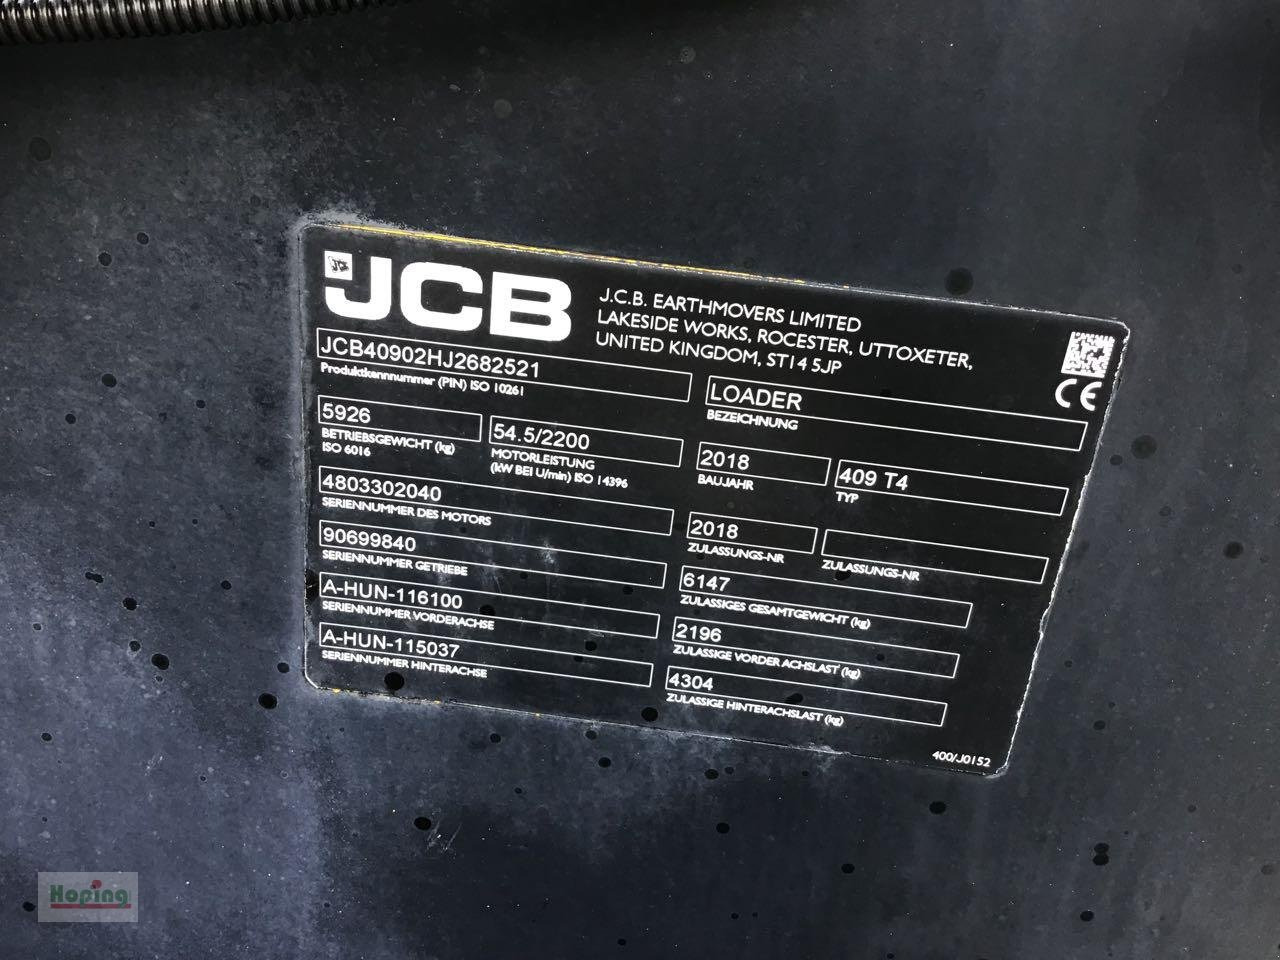 JCB
J.C.B. EARTHMOVERS LIMITED
LAKESIDE WORKS, ROCESTER, UTTOXETER,
UNITED KINGDOM, ST14 5JP
CE
JCB40902HJ2682521
Produktkennnummer (PIN) ISO 10261
LOADER
BEZEICHNUNG
5926
BETRIEBSGEWICHT (kg)
ISO 6016
54.5/2200
MOTORLEISTUNG
(kW BEI U/min) ISO 14396
2018
BAUJAHR
409 T4
TYP
4803302040
SERIENNUMMER DES MOTORS
2018
ZULASSUNGS-NR
ZULASSUNGS-NR
90699840
SERIENNUMMER GETRIEBE
6147
ZULASSIGES GESAMTGEWICHT (kg)
A-HUN-116100
SERIENNUMMER VORDERACHSE
2196
ZULASSIGE VORDER ACHSLAST (kg)
A-HUN-115037
SERIENNUMMER HINTERACHSE
4304
ZULASSIGE HINTERACHSLAST (kg)
400/J0152
Hoping